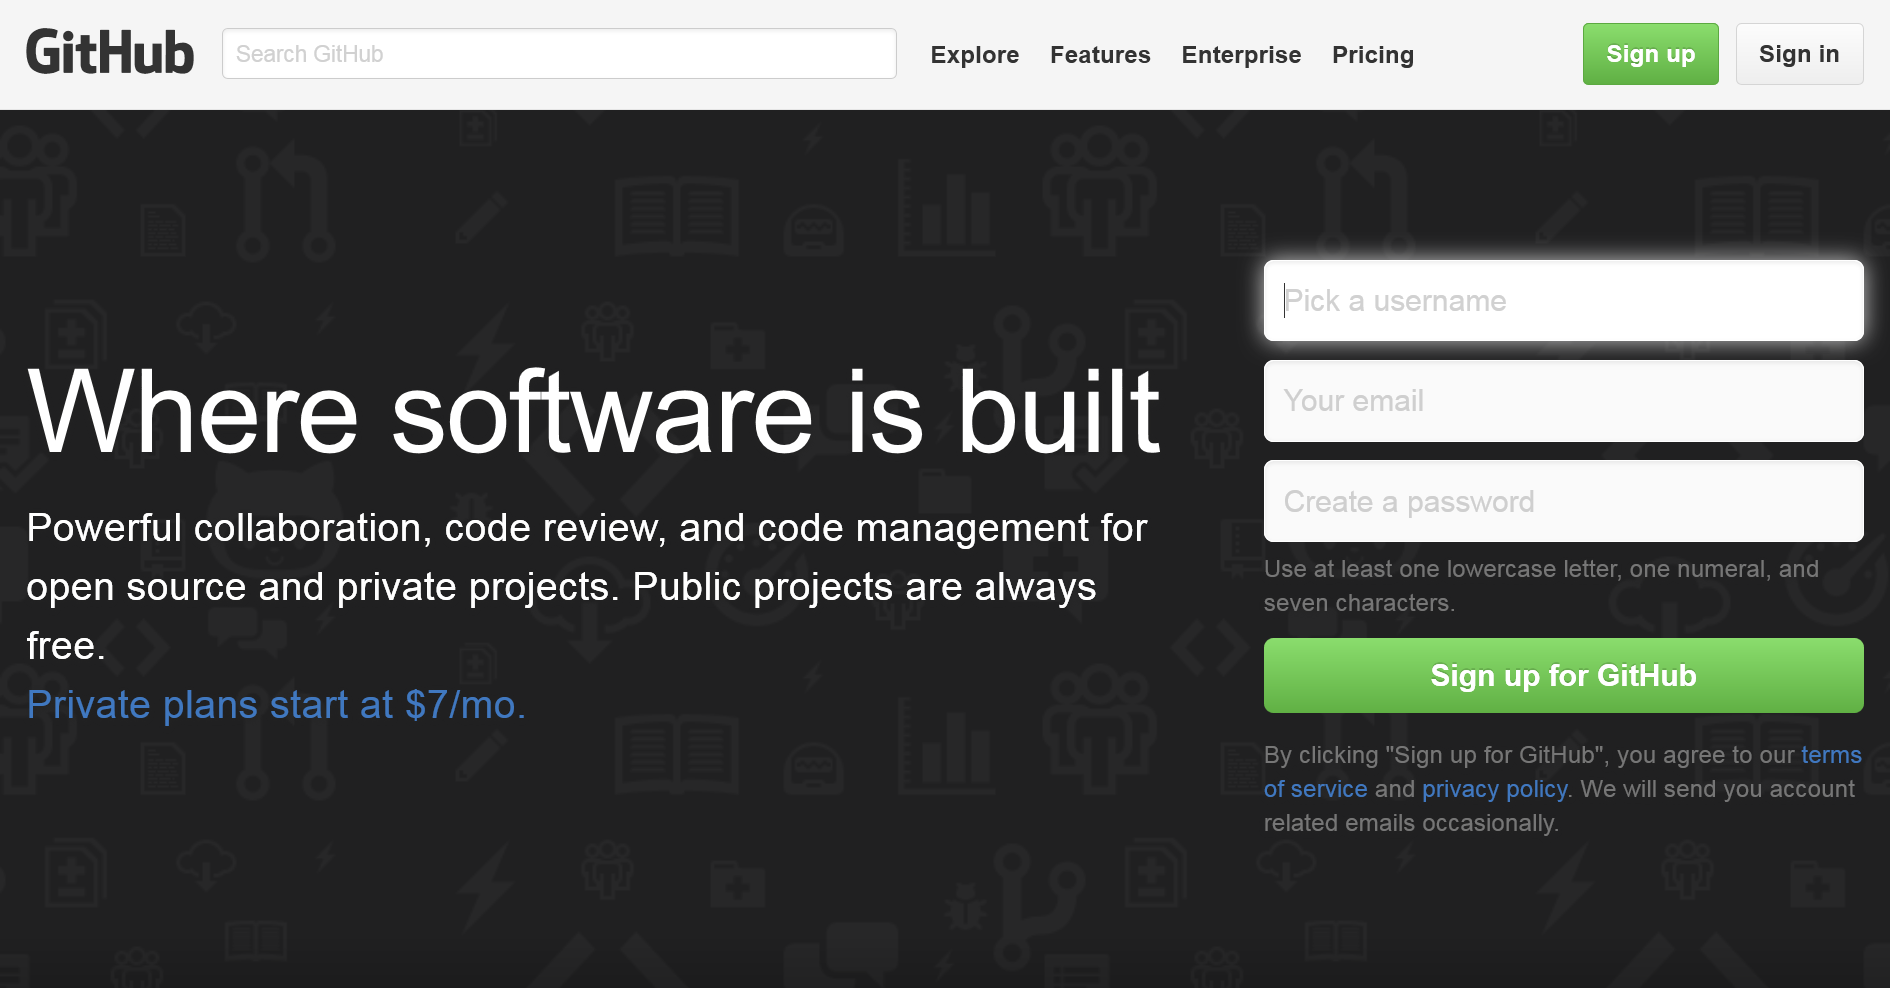 GitHub
Search GitHub
Explore Features Enterprise Pricing
Sign up
Sign in
Where software is built
Powerful collaboration, code review, and code management for
open source and private projects. Public projects are always
free.
Private plans start at $7/mo.
Pick a username
Your email
Create a password
Use at least one lowercase letter, one numeral, and
seven characters.
Sign up for GitHub
By clicking "Sign up for GitHub", you agree to our terms
of service and privacy policy. We will send you account
related emails occasionally.